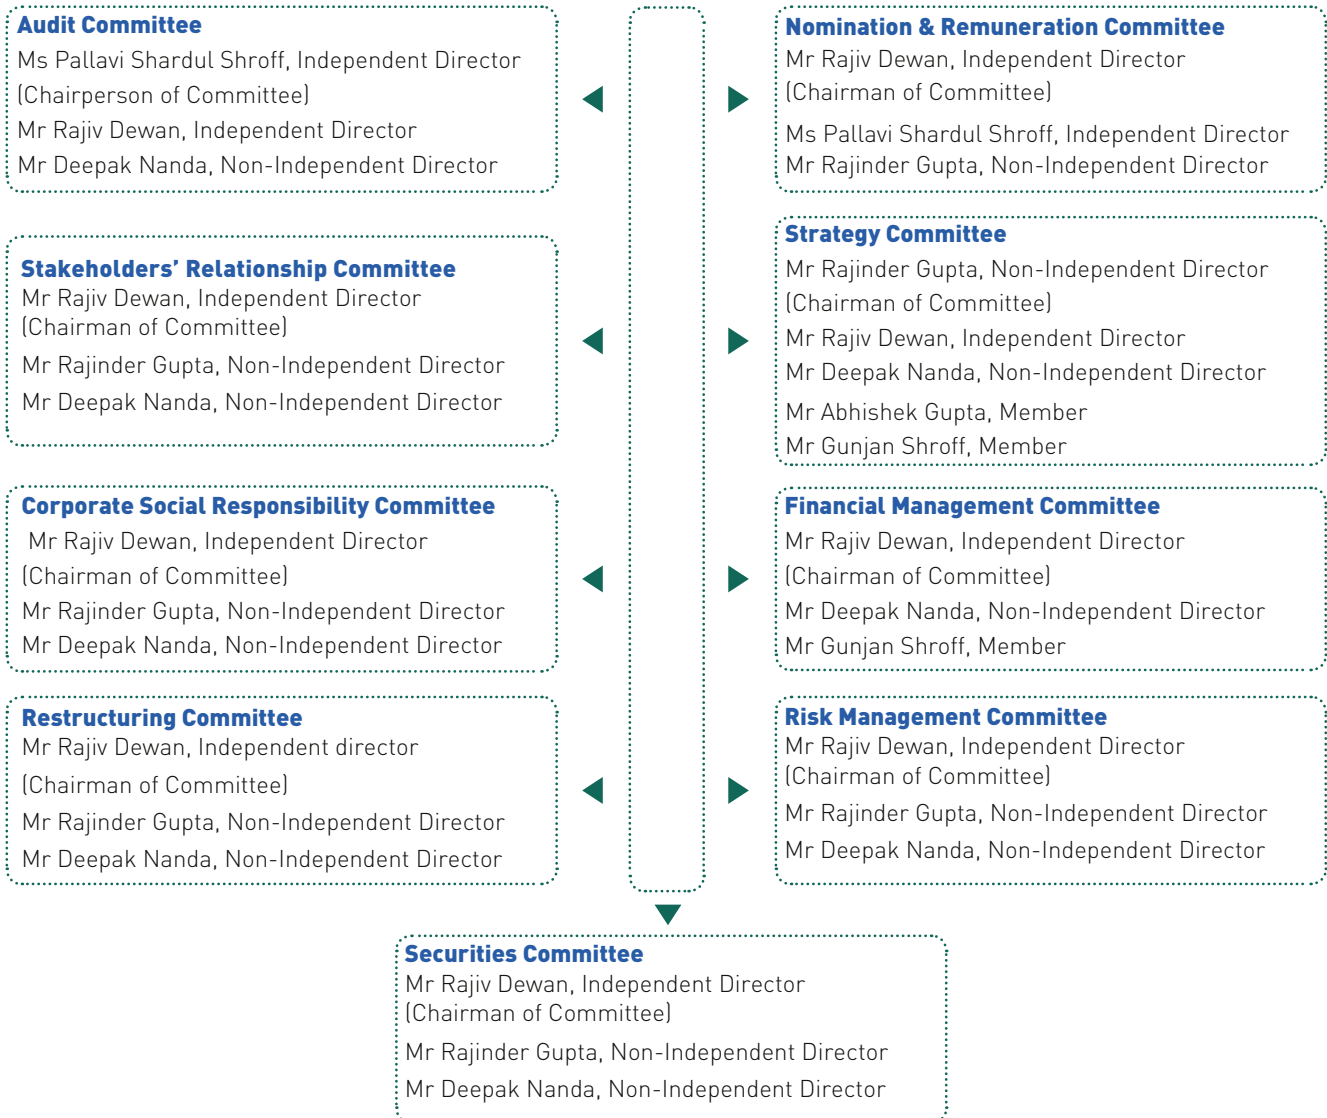 Audit Committee
Ms Pallavi Shardul Shroff, Independent Director
(Chairperson of Committee)
Mr Rajiv Dewan, Independent Director
Mr Deepak Nanda, Non-Independent Director
Nomination & Remuneration Committee
Mr Rajiv Dewan, Independent Director
(Chairman of Committee)
Ms Pallavi Shardul Shroff, Independent Director
Mr Rajinder Gupta, Non-Independent Director
Stakeholders’ Relationship Committee
Mr Rajiv Dewan, Independent Director
(Chairman of Committee)
Mr Rajinder Gupta, Non-Independent Director
Mr Deepak Nanda, Non-Independent Director
Strategy Committee
Mr Rajinder Gupta, Non-Independent Director
(Chairman of Committee)
Mr Rajiv Dewan, Independent Director
Mr Deepak Nanda, Non-Independent Director
Mr Abhishek Gupta, Member
Mr Gunjan Shroff, Member
Corporate Social Responsibility Committee
Mr Rajiv Dewan, Independent Director
(Chairman of Committee)
Mr Rajinder Gupta, Non-Independent Director
Mr Deepak Nanda, Non-Independent Director
Financial Management Committee
Mr Rajiv Dewan, Independent Director
(Chairman of Committee)
Mr Deepak Nanda, Non-Independent Director
Mr Gunjan Shroff, Member
Restructuring Committee
Mr Rajiv Dewan, Independent director
(Chairman of Committee)
Mr Rajinder Gupta, Non-Independent Director
Mr Deepak Nanda, Non-Independent Director
Risk Management Committee
Mr Rajiv Dewan, Independent Director
(Chairman of Committee)
Mr Rajinder Gupta, Non-Independent Director
Mr Deepak Nanda, Non-Independent Director
Securities Committee
Mr Rajiv Dewan, Independent Director
(Chairman of Committee)
Mr Rajinder Gupta, Non-Independent Director
Mr Deepak Nanda, Non-Independent Director